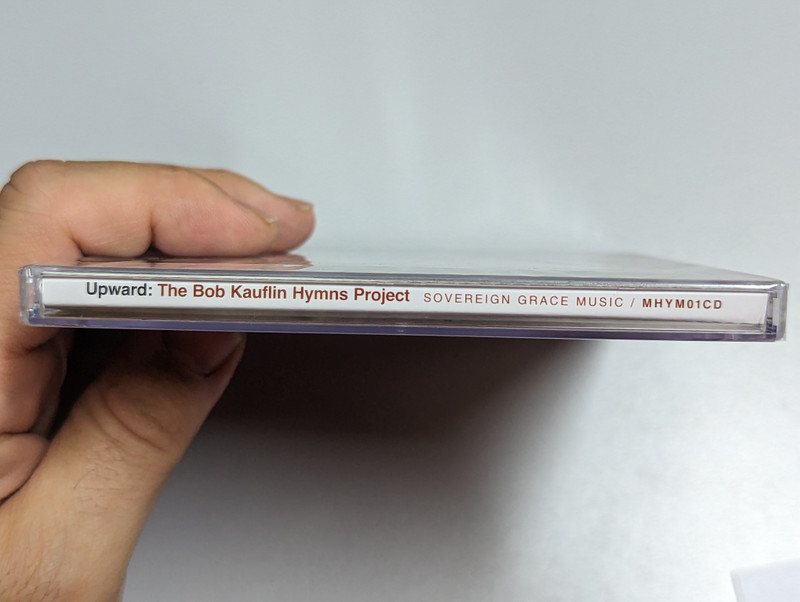 Upward: The Bob Kauflin Hymns Project SOVEREIGN GRACE MUSIC / MHYM01CD